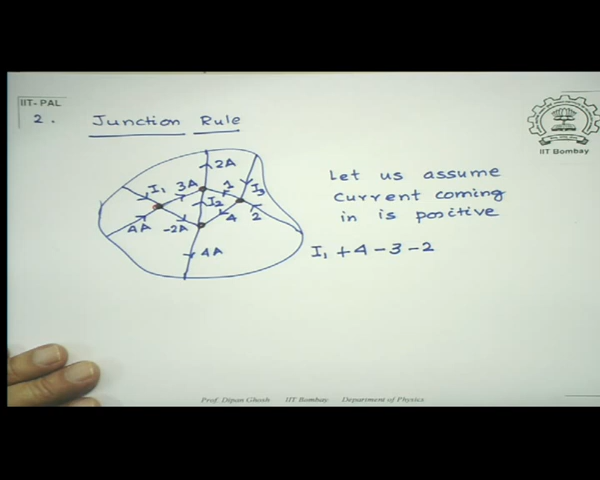 IIT- PAL
2. Junction Rule
IIT Bombay
2A
I₁ 3A 1 I₃
I₂
4A -2A 4 2
4A
Let us assume
current coming
in is positive
I₁ + 4 - 3 - 2
Prof. Dipan Ghosh IIT Bombay Department of Physics